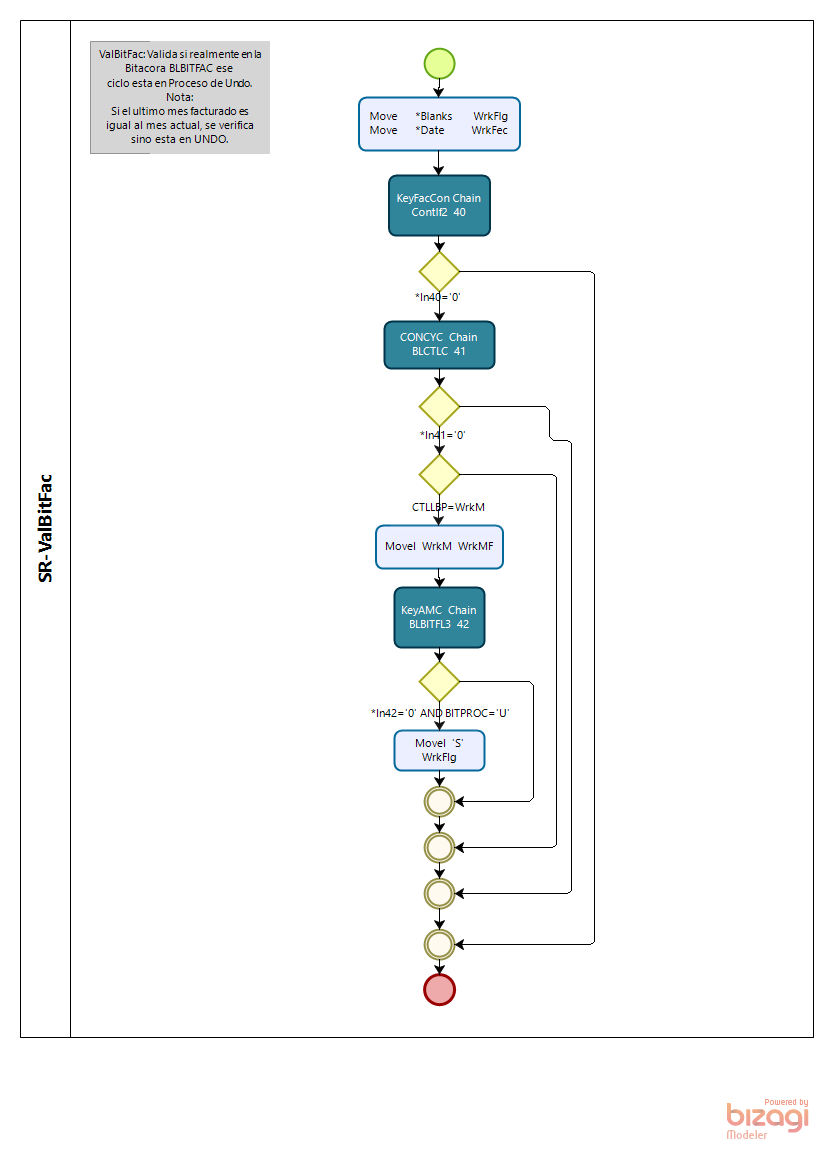 SR-ValBitFac
ValBitFac: Valida si realmente en la
Bitacora BLBITFAC ese
ciclo esta en Proceso de Undo.
Nota:
Si el ultimo mes facturado es
igual al mes actual, se verifica
sino esta en UNDO.
Move *Blanks WrkFlg
Move *Date WrkFec
KeyFacCon Chain
ContIf2 40
*In40='0'
CONCYC Chain
BLCTLC 41
*In41='0'
CTLLBP=WrkM
Movel WrkM WrkMF
KeyAMC Chain
BLBITFL3 42
*In42='0' AND BITPROC='U'
Movel 'S'
WrkFlg
Powered by
bizagi
Modeler